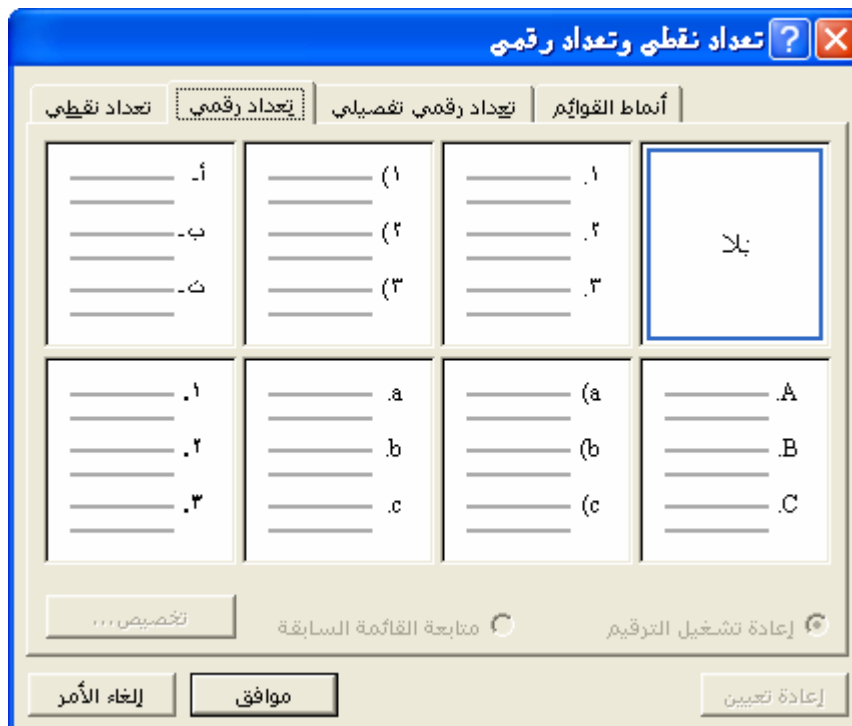 تعداد نقطي وتعداد رقمي
تعداد نقطي
تعداد رقمي
تعداد رقمي تفصيلي
أنماط القوائم
بلا
١.
٢.
٣.
١)
٢)
٣)
أ-
ب-
ت-
A.
B.
C.
a)
b)
c)
a.
b.
c.
١.
٢.
٣.
إعادة تشغيل الترقيم
متابعة القائمة السابقة
تخصيص...
إعادة تعيين
موافق
إلغاء الأمر